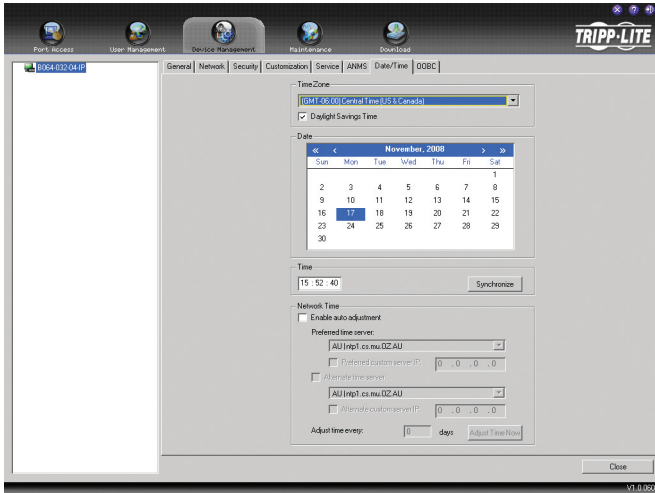 TRIPP·LITE
Port Access User Management Device Management Maintenance Download
B064-032-04-IP
General Network Security Customization Service ANMS Date/Time OOBC
TimeZone
(GMT-06:00) Central Time (US & Canada)
Daylight Savings Time
Date
« ‹ November, 2008 › »
Sun Mon Tue Wed Thu Fri Sat
1
2 3 4 5 6 7 8
9 10 11 12 13 14 15
16 17 18 19 20 21 22
23 24 25 26 27 28 29
30
Time
15 : 52 : 40
Synchronize
Network Time
Enable auto adjustment
Preferred time server:
AU | ntp1.cs.mu.OZ.AU
Preferred custom server IP: 0 . 0 . 0 . 0
Alternate time server:
AU | ntp1.cs.mu.OZ.AU
Alternate custom server IP: 0 . 0 . 0 . 0
Adjust time every: 0 days Adjust Time Now
Close
V1.0.060